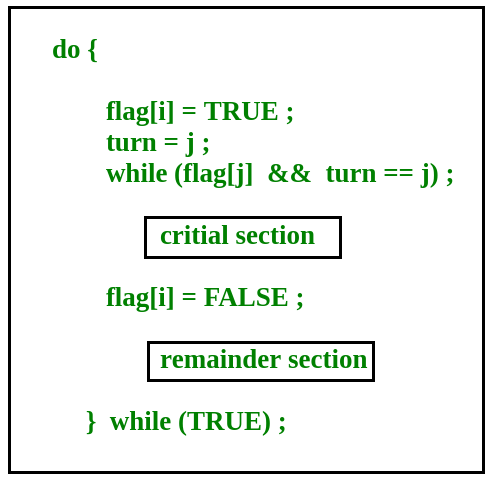 do {
flag[i] = TRUE ;
turn = j ;
while (flag[j] && turn == j) ;
critial section
flag[i] = FALSE ;
remainder section
} while (TRUE) ;